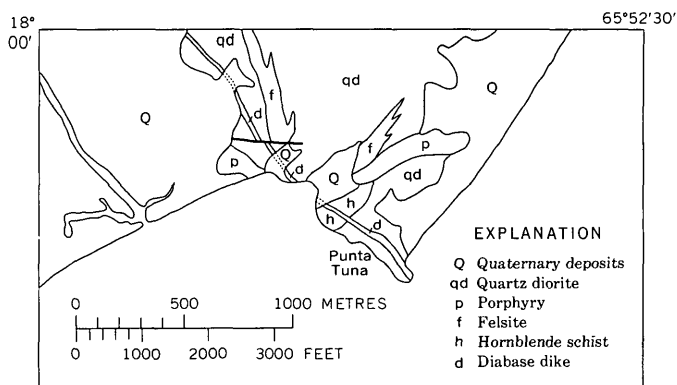 18° 00'
65°52'30"
qd
qd
Q
Q
f
d
Q
p
d
f
p
Q
qd
h
h
d
Punta Tuna
EXPLANATION
Q Quaternary deposits
qd Quartz diorite
p Porphyry
f Felsite
h Hornblende schist
d Diabase dike
0 500 1000 METRES
0 1000 2000 3000 FEET